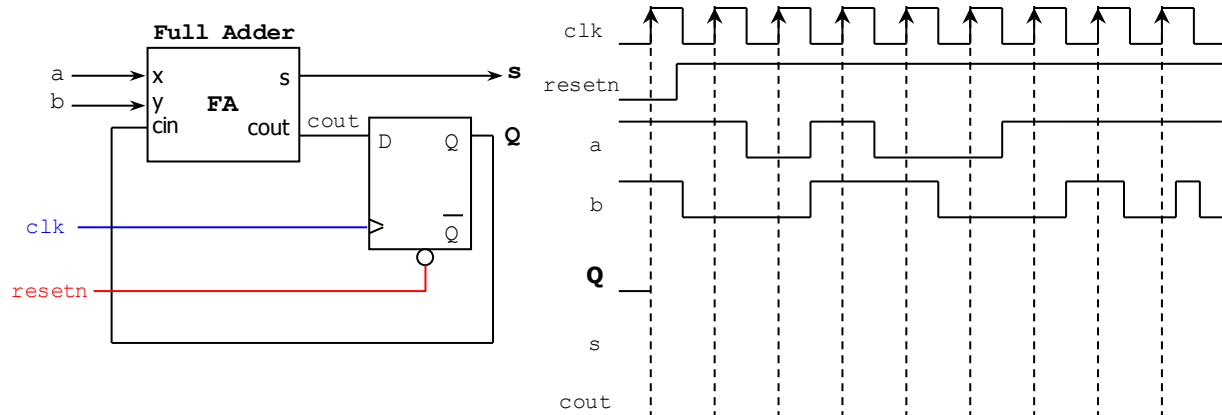 Full Adder
a
x
s
s
b
y
FA
cin
cout
cout
D
Q
Q
clk
Q
resetn
clk
resetn
a
b
Q
s
cout